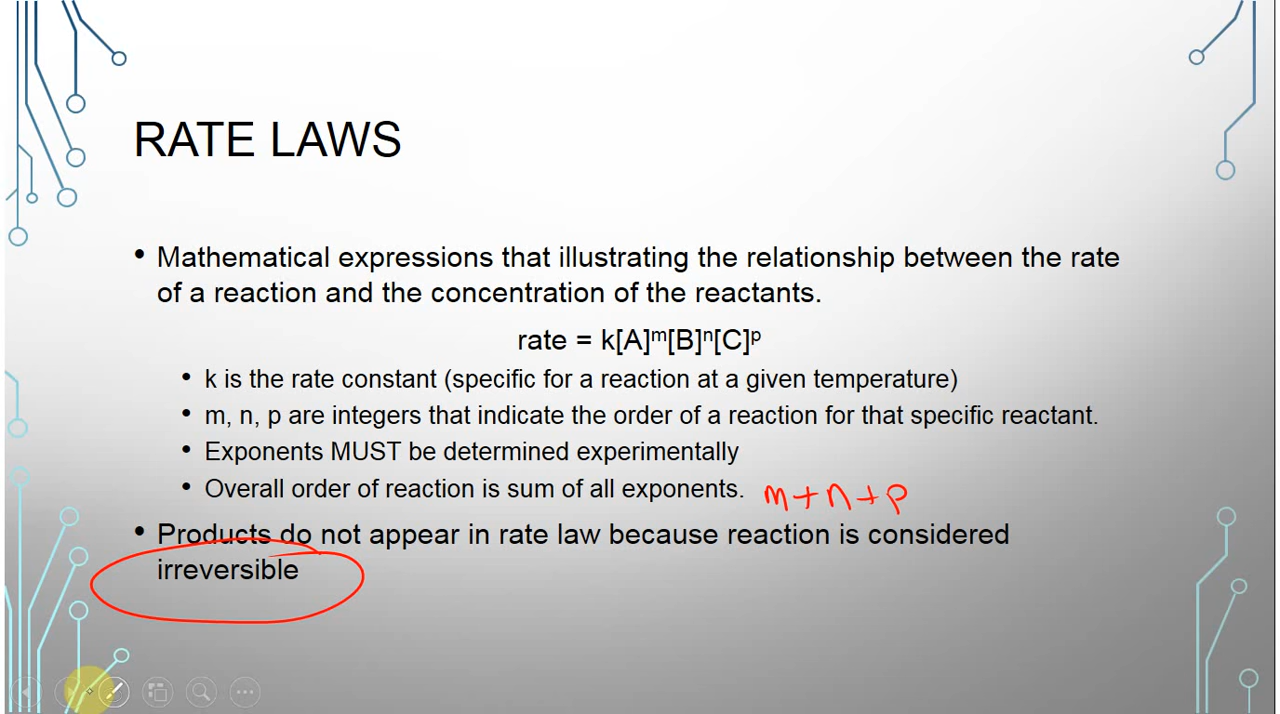 RATE LAWS
• Mathematical expressions that illustrating the relationship between the rate
of a reaction and the concentration of the reactants.
rate = k[A]ᵐ[B]ⁿ[C]ᵖ
• k is the rate constant (specific for a reaction at a given temperature)
• m, n, p are integers that indicate the order of a reaction for that specific reactant.
• Exponents MUST be determined experimentally
• Overall order of reaction is sum of all exponents. m+n+p
• Products do not appear in rate law because reaction is considered
irreversible